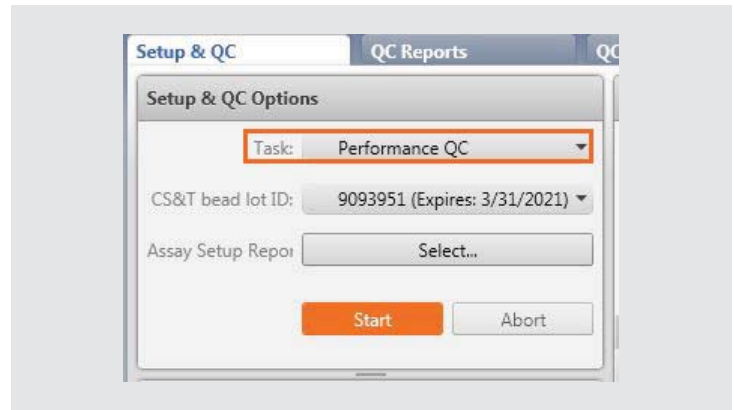 Setup & QC QC Reports QC
Setup & QC Options
Task: Performance QC
CS&T bead lot ID: 9093951 (Expires: 3/31/2021)
Assay Setup Repor Select...
Start Abort